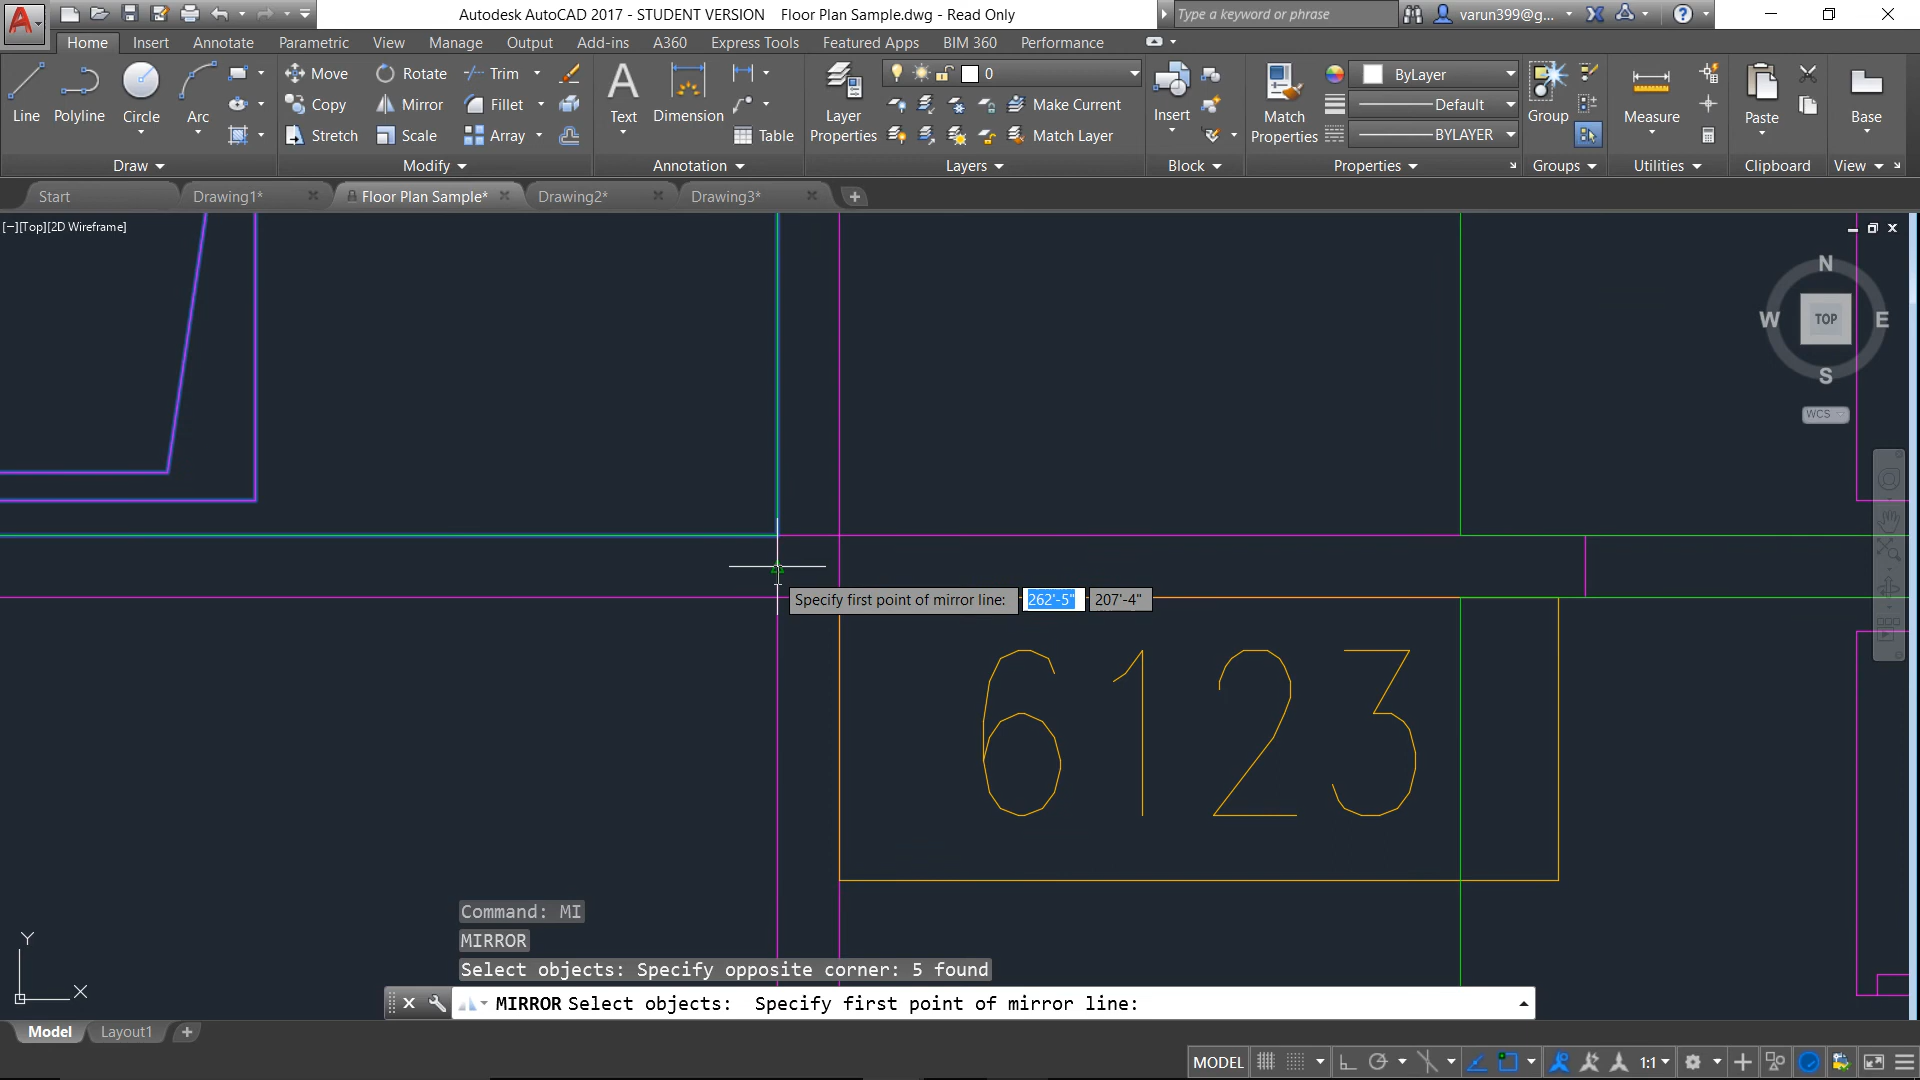 Autodesk AutoCAD 2017 - STUDENT VERSION Floor Plan Sample.dwg - Read Only
Type a keyword or phrase
varun399@g...
Home Insert Annotate Parametric View Manage Output Add-ins A360 Express Tools Featured Apps BIM 360 Performance
Line Polyline Circle Arc
Move Rotate Trim
Copy Mirror Fillet
Stretch Scale Array
Text Dimension Table
Layer Properties
0
Make Current
Match Layer
Insert
Match Properties
ByLayer
Default
BYLAYER
Group
Measure
Paste
Base
Draw Modify Annotation Layers Block Properties Groups Utilities Clipboard View
Start Drawing1* Floor Plan Sample* Drawing2* Drawing3*
[−][Top][2D Wireframe]
N
W TOP E
S
WCS
Specify first point of mirror line: 262'-5" 207'-4"
6123
Command: MI
MIRROR
Select objects: Specify opposite corner: 5 found
MIRROR Select objects: Specify first point of mirror line:
Y
X
Model Layout1
MODEL 1:1